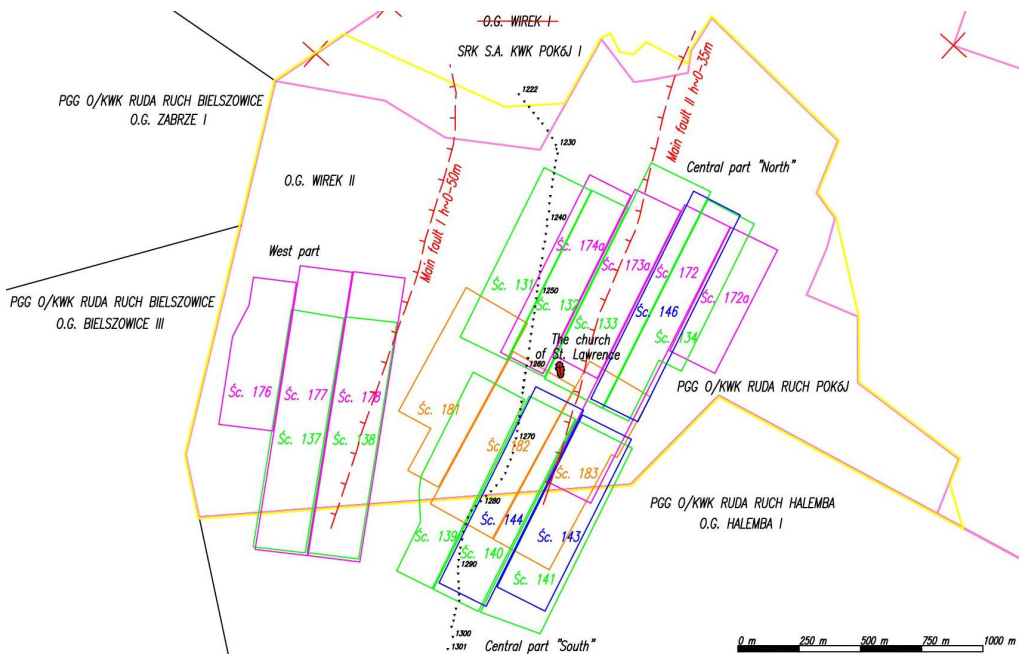 O.G. WIREK I
SRK S.A. KWK POKÓJ I
PGG O/KWK RUDA RUCH BIELSZOWICE
O.G. ZABRZE I
1222
1230
Main fault I h~0-50m
Main fault II h~0-35m
Central part "North"
O.G. WIREK II
1240
West part
Śc. 174a
Śc. 173a
Śc. 172
Śc. 172a
Śc. 131
1250
Śc. 132
Śc. 133
Śc. 146
Śc. 134
PGG O/KWK RUDA RUCH BIELSZOWICE
O.G. BIELSZOWICE III
The church
of St. Lawrence
1260
PGG O/KWK RUDA RUCH POKÓJ
Śc. 176
Śc. 177
Śc. 178
Śc. 181
Śc. 137
Śc. 138
1270
Śc. 182
Śc. 183
1280
PGG O/KWK RUDA RUCH HALEMBA
O.G. HALEMBA I
Śc. 144
Śc. 143
Śc. 139
Śc. 140
Śc. 141
1290
1300
1301
Central part "South"
0 m 250 m 500 m 750 m 1000 m